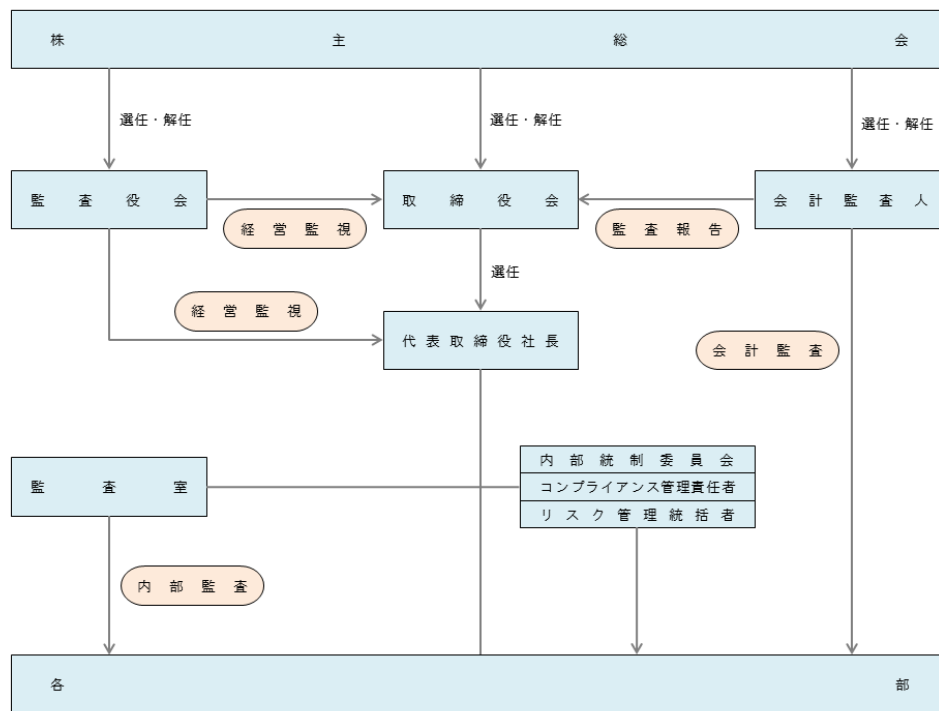 株主総会
選任・解任
選任・解任
選任・解任
監査役会
取締役会
会計監査人
経営監視
監査報告
選任
経営監視
代表取締役社長
会計監査
内部統制委員会
コンプライアンス管理責任者
リスク管理統括者
監査室
内部監査
各部